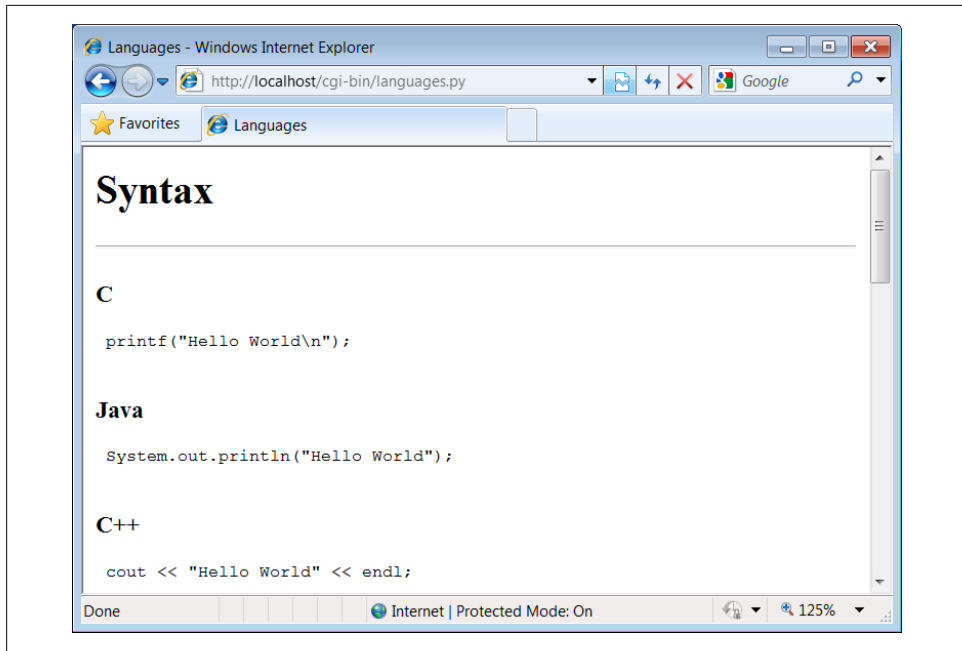 Languages - Windows Internet Explorer
http://localhost/cgi-bin/languages.py
Google
Favorites
Languages
Syntax
C
printf("Hello World\n");
Java
System.out.println("Hello World");
C++
cout << "Hello World" << endl;
Done
Internet | Protected Mode: On
125%